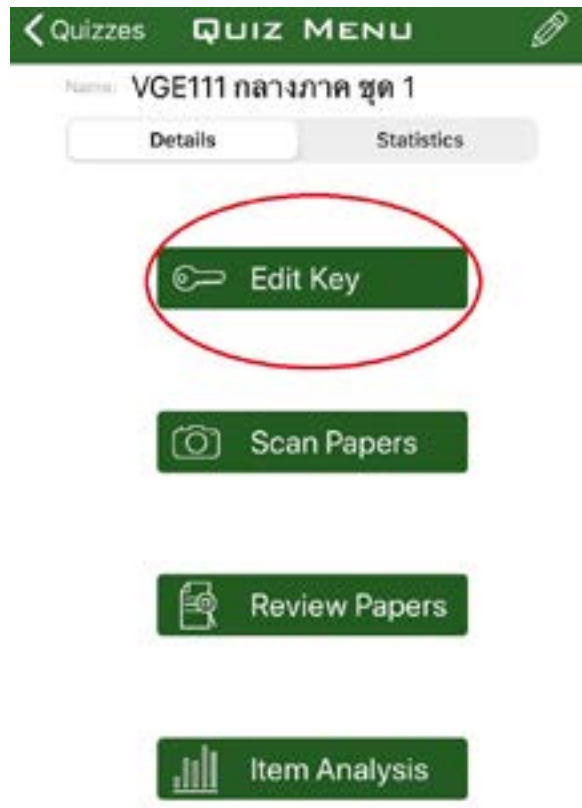 Quizzes QUIZ MENU
Name: VGE111 กลางภาค ชุด 1
Details Statistics
Edit Key
Scan Papers
Review Papers
Item Analysis